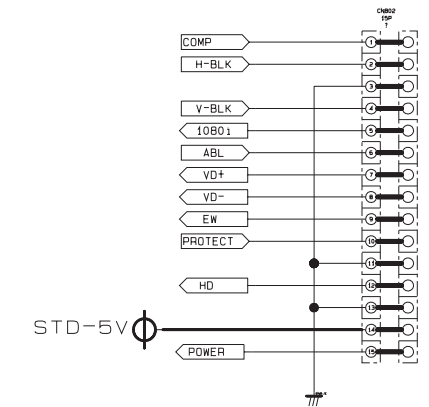 CN802
15P
?
COMP
1
H-BLK
2
3
V-BLK
4
1080i
5
ABL
6
VD+
7
VD-
8
EW
9
PROTECT
10
11
HD
12
13
STD-5V
14
POWER
15